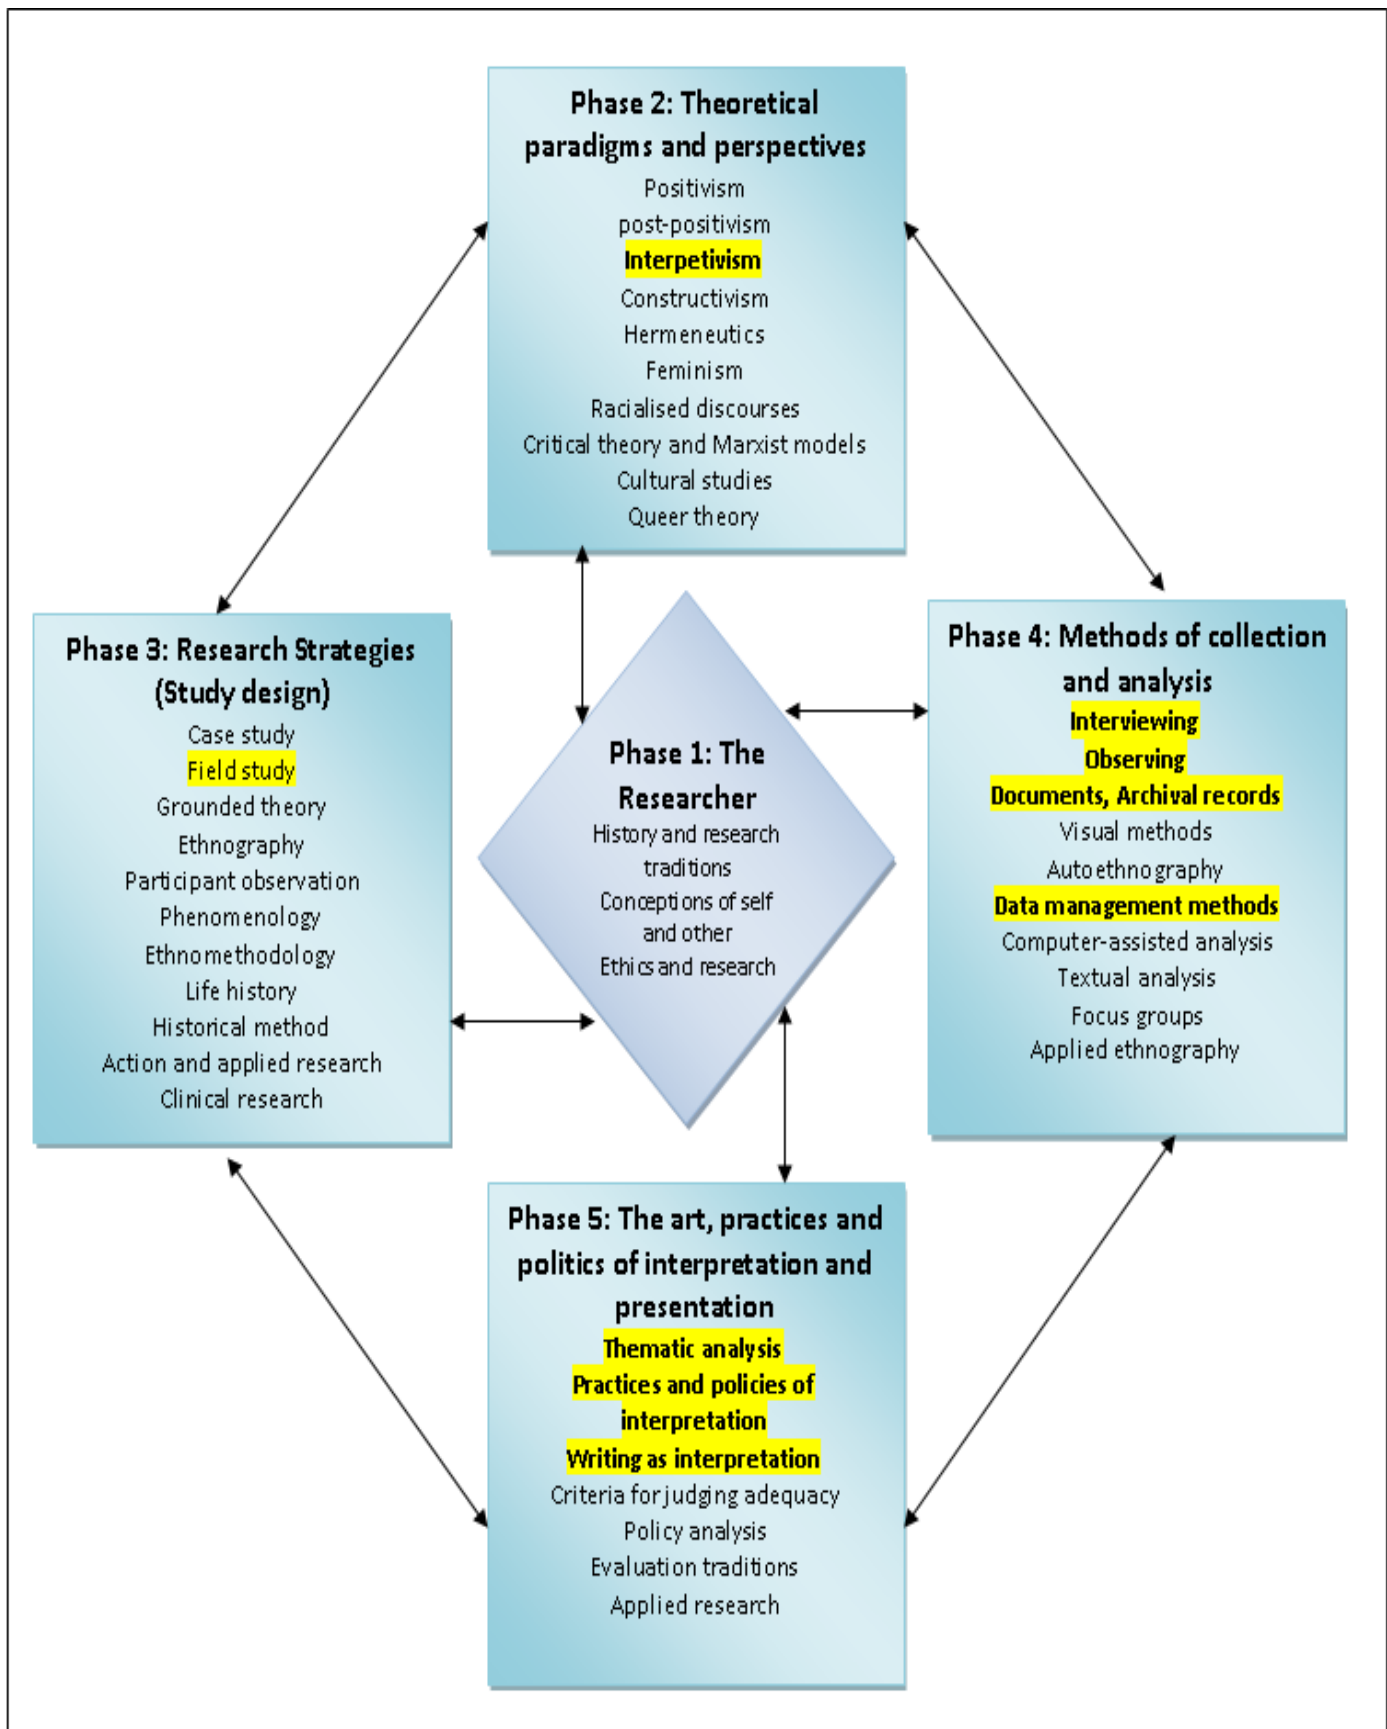 Phase 2: Theoretical
paradigms and perspectives
Positivism
post-positivism
Interpetivism
Constructivism
Hermeneutics
Feminism
Racialised discourses
Critical theory and Marxist models
Cultural studies
Queer theory
Phase 3: Research Strategies
(Study design)
Case study
Field study
Grounded theory
Ethnography
Participant observation
Phenomenology
Ethnomethodology
Life history
Historical method
Action and applied research
Clinical research
Phase 1: The
Researcher
History and research
traditions
Conceptions of self
and other
Ethics and research
Phase 4: Methods of collection
and analysis
Interviewing
Observing
Documents, Archival records
Visual methods
Autoethnography
Data management methods
Computer-assisted analysis
Textual analysis
Focus groups
Applied ethnography
Phase 5: The art, practices and
politics of interpretation and
presentation
Thematic analysis
Practices and policies of
interpretation
Writing as interpretation
Criteria for judging adequacy
Policy analysis
Evaluation traditions
Applied research